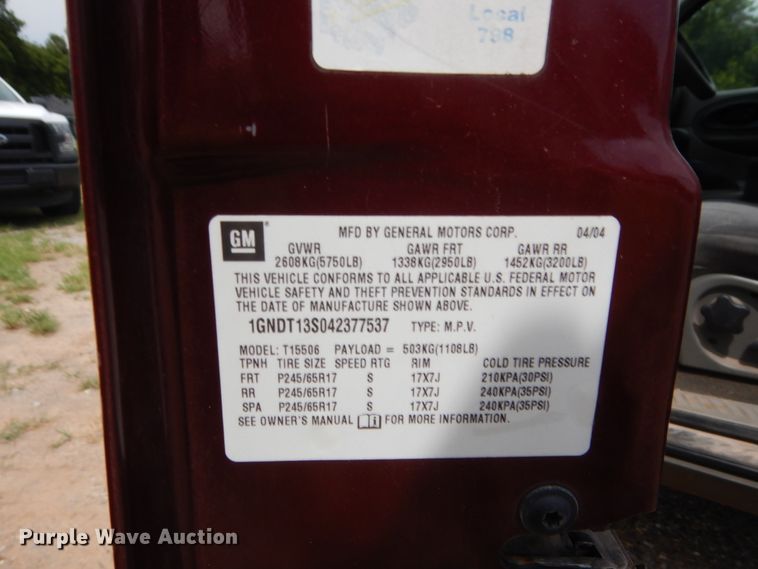 Local
798
GM
MFD BY GENERAL MOTORS CORP. 04/04
GVWR GAWR FRT GAWR RR
2608KG(5750LB) 1338KG(2950LB) 1452KG(3200LB)
THIS VEHICLE CONFORMS TO ALL APPLICABLE U.S. FEDERAL MOTOR
VEHICLE SAFETY AND THEFT PREVENTION STANDARDS IN EFFECT ON
THE DATE OF MANUFACTURE SHOWN ABOVE.
1GNDT13S042377537 TYPE: M.P.V.
MODEL: T15506 PAYLOAD = 503KG(1108LB)
TPNH TIRE SIZE SPEED RTG RIM COLD TIRE PRESSURE
FRT P245/65R17 S 17X7J 210KPA(30PSI)
RR P245/65R17 S 17X7J 240KPA(35PSI)
SPA P245/65R17 S 17X7J 240KPA(35PSI)
SEE OWNER'S MANUAL FOR MORE INFORMATION.
Purple Wave Auction